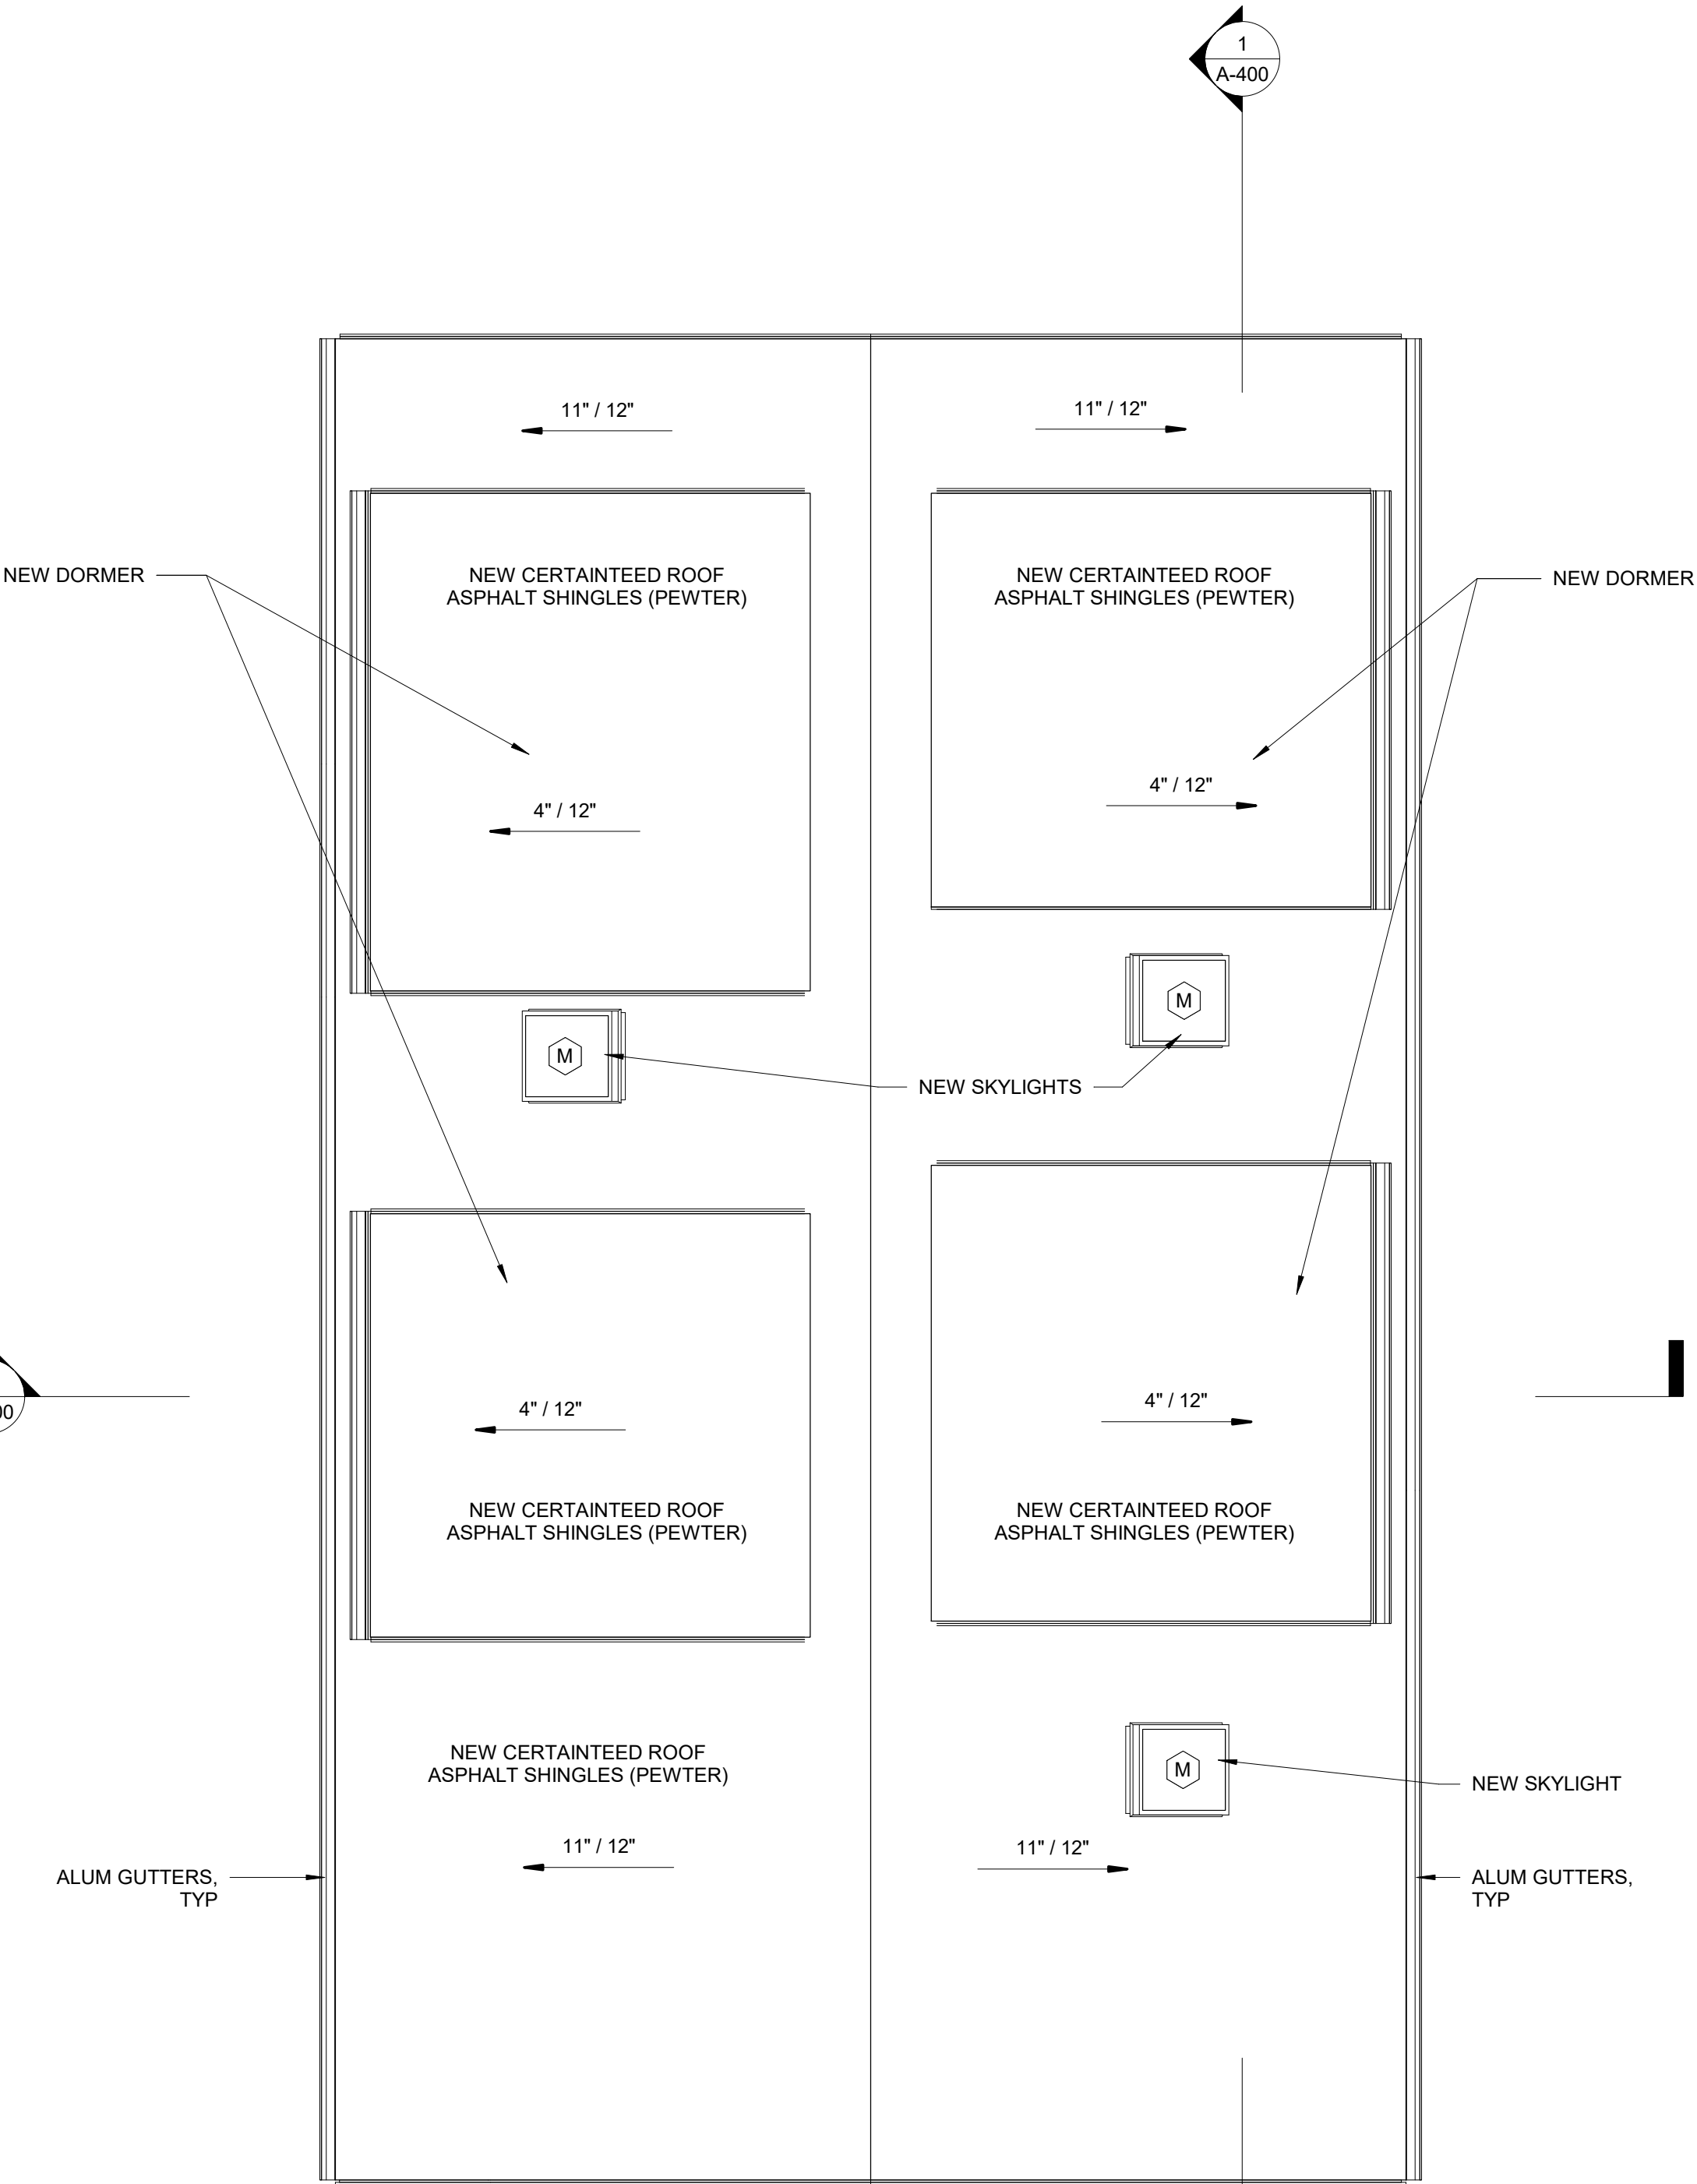 1
A-400
11" / 12"
11" / 12"
NEW DORMER
NEW CERTAINTEED ROOF
ASPHALT SHINGLES (PEWTER)
NEW CERTAINTEED ROOF
ASPHALT SHINGLES (PEWTER)
NEW DORMER
4" / 12"
4" / 12"
M
M
NEW SKYLIGHTS
4" / 12"
4" / 12"
00
NEW CERTAINTEED ROOF
ASPHALT SHINGLES (PEWTER)
NEW CERTAINTEED ROOF
ASPHALT SHINGLES (PEWTER)
NEW CERTAINTEED ROOF
ASPHALT SHINGLES (PEWTER)
M
NEW SKYLIGHT
11" / 12"
11" / 12"
ALUM GUTTERS,
TYP
ALUM GUTTERS,
TYP